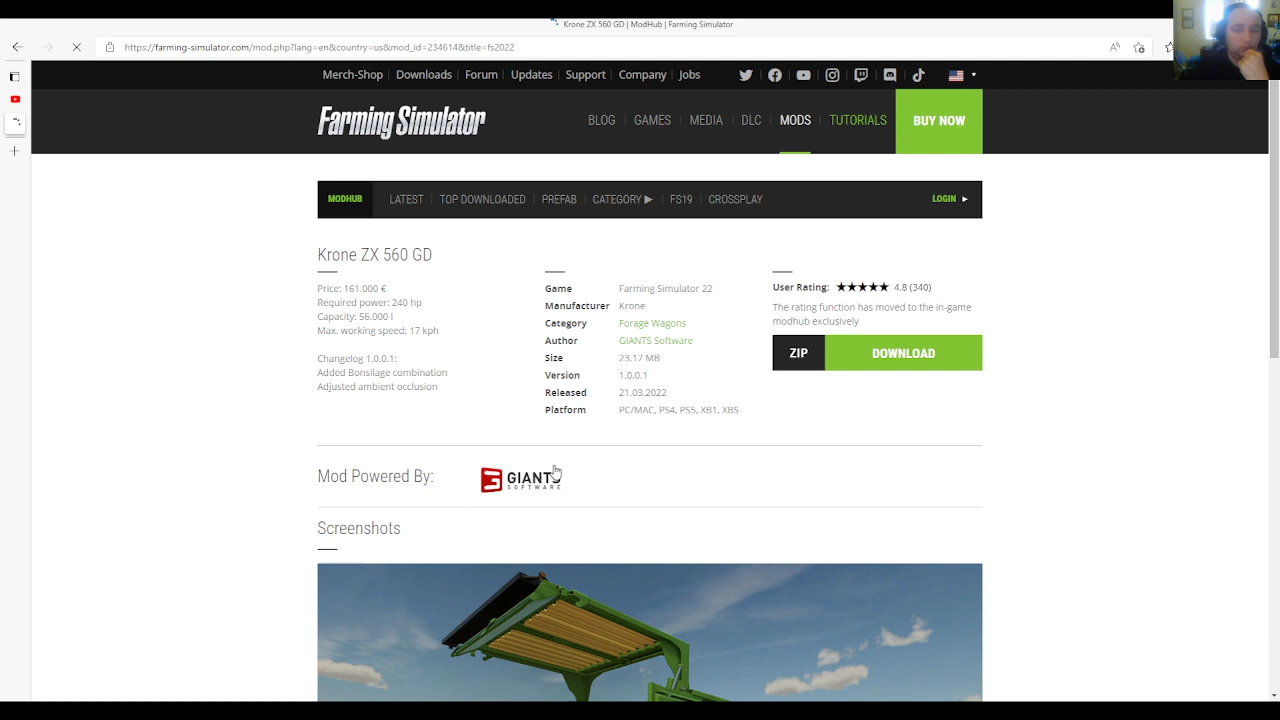 Krone ZX 560 GD | ModHub | Farming Simulator
https://farming-simulator.com/mod.php?lang=en&country=us&mod_id=234614&title=fs2022
Merch-Shop Downloads Forum Updates Support Company Jobs
Farming Simulator
BLOG GAMES MEDIA DLC MODS TUTORIALS BUY NOW
MODHUB LATEST TOP DOWNLOADED PREFAB CATEGORY ▶ FS19 CROSSPLAY LOGIN ▶
Krone ZX 560 GD
Price: 161.000 €
Required power: 240 hp
Capacity: 56.000 l
Max. working speed: 17 kph
Changelog 1.0.0.1:
Added Bonsilage combination
Adjusted ambient occlusion
Game Farming Simulator 22
Manufacturer Krone
Category Forage Wagons
Author GIANTS Software
Size 23.17 MB
Version 1.0.0.1
Released 21.03.2022
Platform PC/MAC, PS4, PS5, XB1, XBS
User Rating: ★★★★★ 4.8 (340)
The rating function has moved to the in-game
modhub exclusively
ZIP DOWNLOAD
Mod Powered By:
GIANTS
SOFTWARE
Screenshots